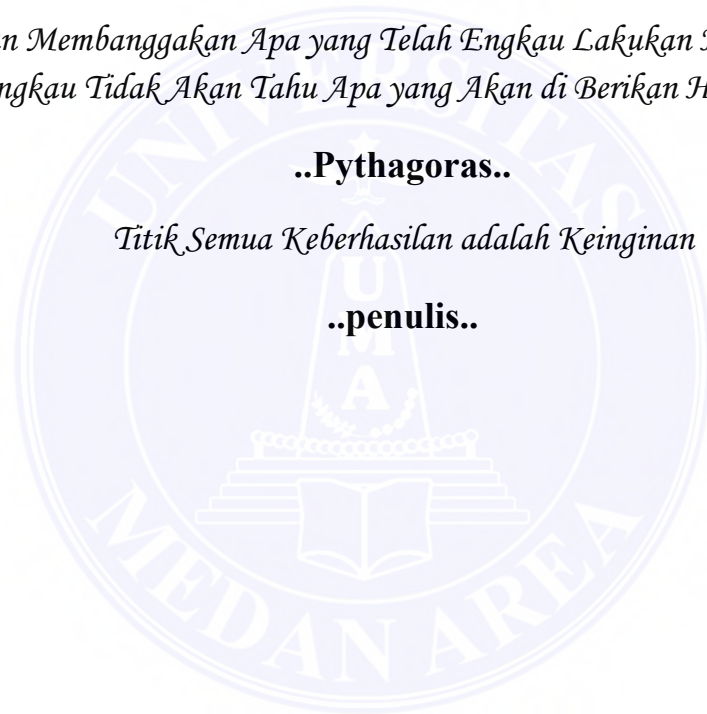 Membanggakan Apa yang Telah Engkau Lakukan
Tidak Akan Tahu Apa yang Akan di Berikan
..Pythagoras..
Titik Semua Keberhasilan adalah Keinginan
..penulis..
UNIVERSITAS
UMA
MEDAN AREA